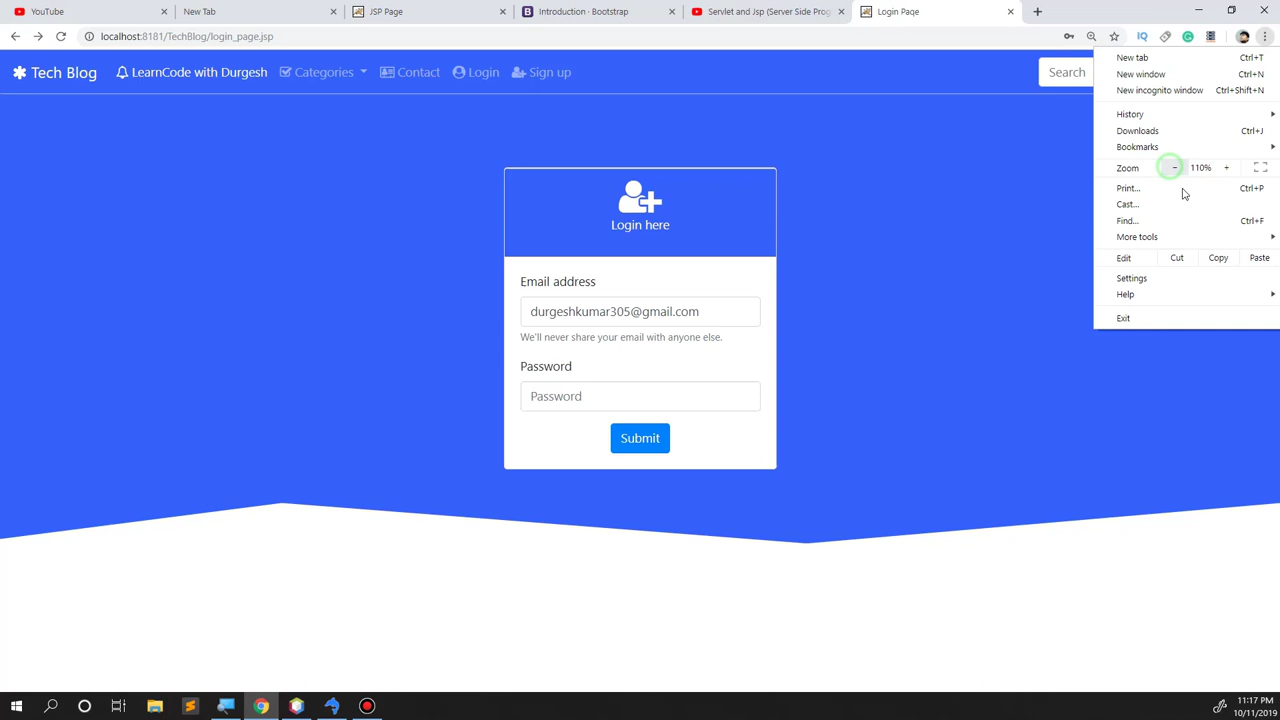 YouTube
New Tab
JSP Page
Introduction · Bootstrap
Servlet and Jsp (Server Side Prog
Login Page
localhost:8181/TechBlog/login_page.jsp
Tech Blog
LearnCode with Durgesh
Categories
Contact
Login
Sign up
Search
New tab Ctrl+T
New window Ctrl+N
New incognito window Ctrl+Shift+N
History
Downloads Ctrl+J
Bookmarks
Zoom - 110% +
Print... Ctrl+P
Cast...
Find... Ctrl+F
More tools
Edit Cut Copy Paste
Settings
Help
Exit
Login here
Email address
durgeshkumar305@gmail.com
We'll never share your email with anyone else.
Password
Password
Submit
11:17 PM
10/11/2019